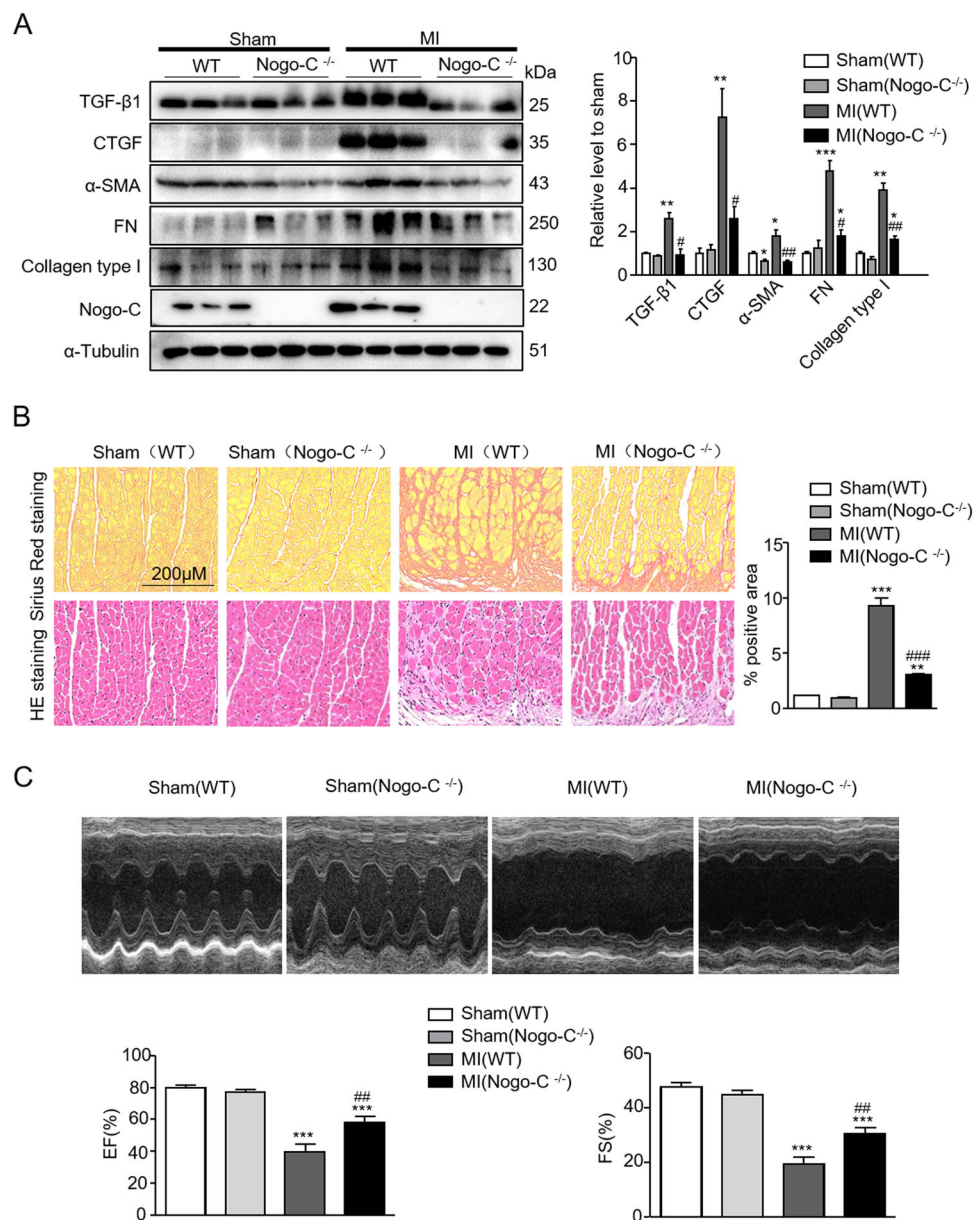 A
Sham
MI
WT
Nogo-C -/-
WT
Nogo-C -/-
kDa
TGF-β1
25
CTGF
35
α-SMA
43
FN
250
Collagen type I
130
Nogo-C
22
α-Tubulin
51
Sham(WT)
Sham(Nogo-C-/-)
MI(WT)
MI(Nogo-C -/-)
Relative level to sham
10
8
6
4
2
0
**
#
**
#
*
*
##
***
*
#
**
*
##
TGF-β1
CTGF
α-SMA
FN
Collagen type I
B
Sham（WT）
Sham（Nogo-C -/-）
MI（WT）
MI（Nogo-C -/-）
Sirius Red staining
200μM
HE staining
Sham(WT)
Sham(Nogo-C-/-)
MI(WT)
MI(Nogo-C -/-)
% positive area
15
10
5
0
***
###
**
C
Sham(WT)
Sham(Nogo-C -/-)
MI(WT)
MI(Nogo-C -/-)
Sham(WT)
Sham(Nogo-C-/-)
MI(WT)
MI(Nogo-C -/-)
EF(%)
100
80
60
40
20
0
***
##
***
FS(%)
60
40
20
0
***
##
***